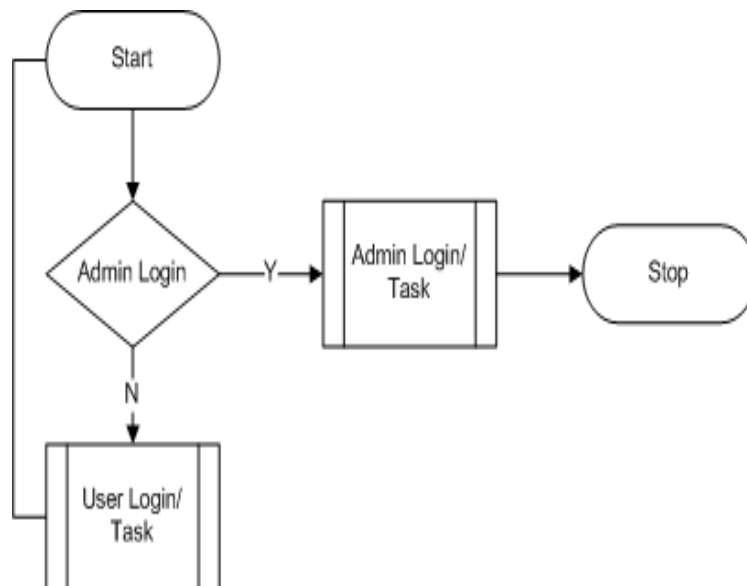 Start
Admin Login
Y
Admin Login/
Task
Stop
N
User Login/
Task